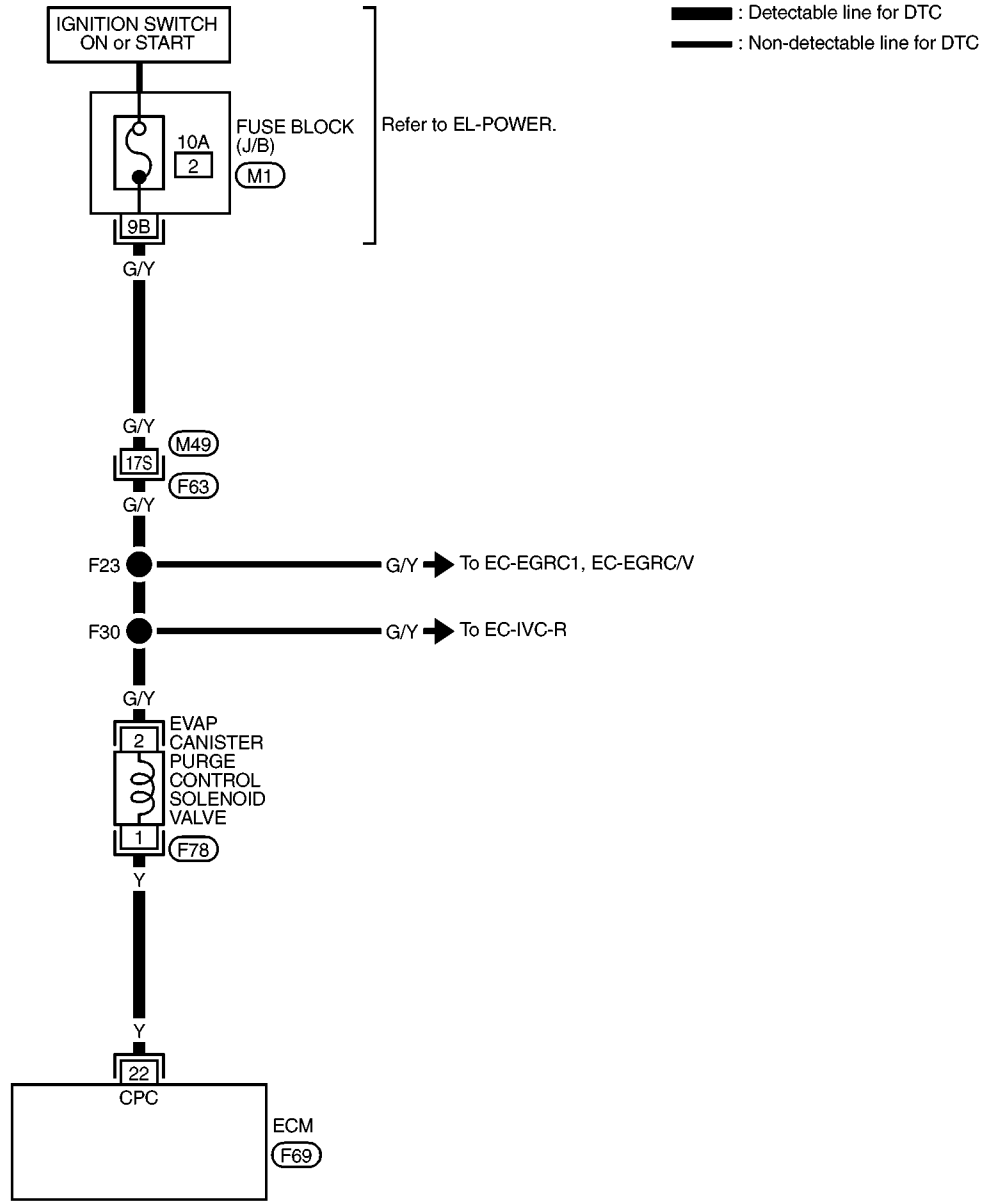 IGNITION SWITCH
ON or START
: Detectable line for DTC
: Non-detectable line for DTC
10A
2
FUSE BLOCK
(J/B)
M1
Refer to EL-POWER.
9B
G/Y
G/Y
M49
17S
F63
G/Y
F23
G/Y
To EC-EGRC1, EC-EGRC/V
F30
G/Y
To EC-IVC-R
G/Y
2
EVAP
CANISTER
PURGE
CONTROL
SOLENOID
VALVE
1
F78
Y
Y
22
CPC
ECM
F69